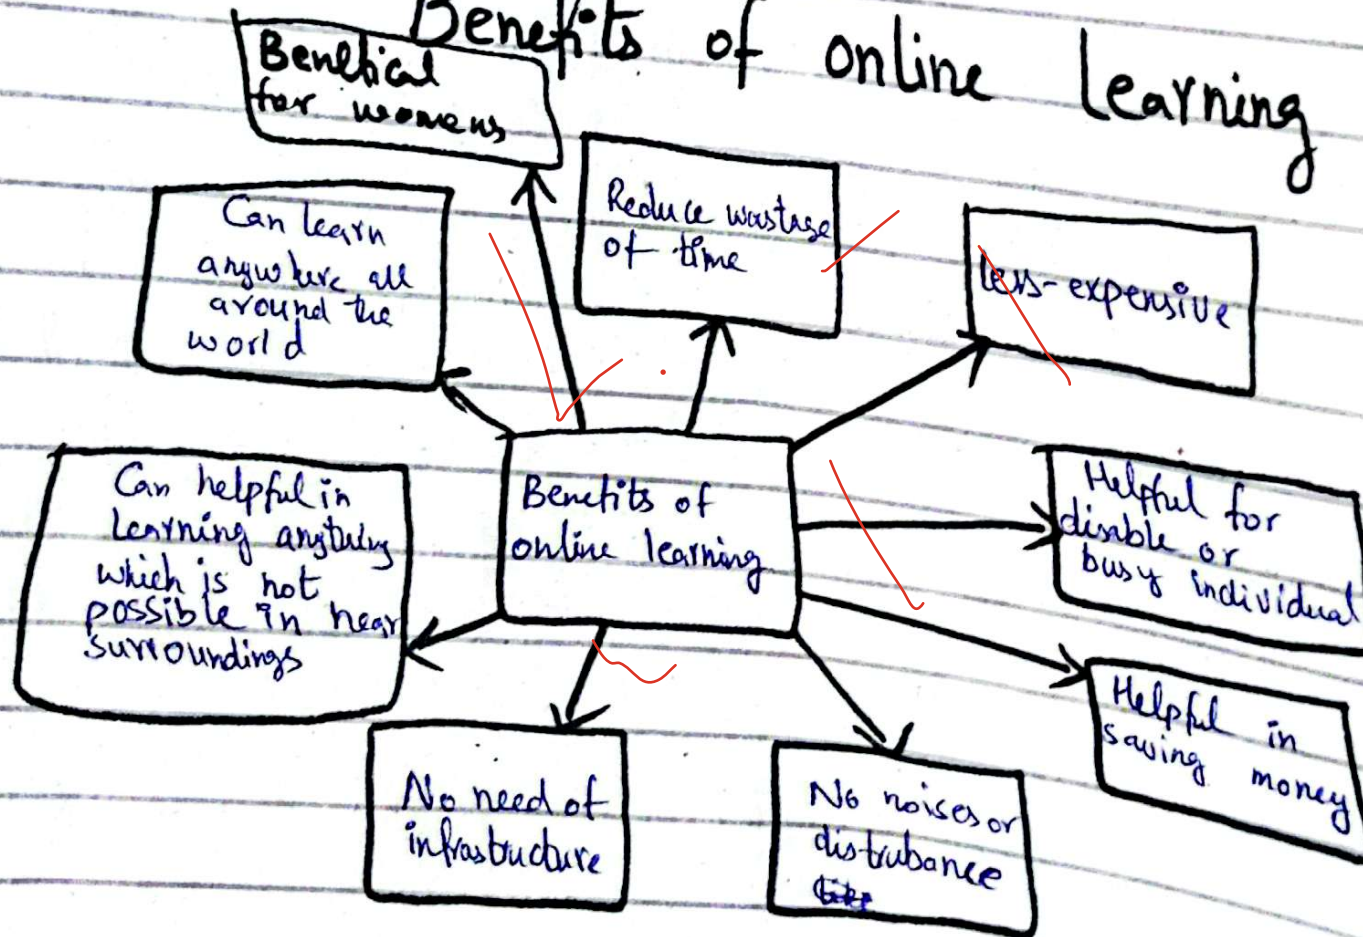 Benefits of online learning
Benefical
for womens
Reduce wastage
of time
less-expensive
Can learn
anywhere all
around the
world
Can helpful in
learning anything
which is not
possible in near
surroundings
Benefits of
online learning
Helpful for
disable or
busy individual
Helpful in
saving money
No need of
infrastructure
No noises or
distrubance